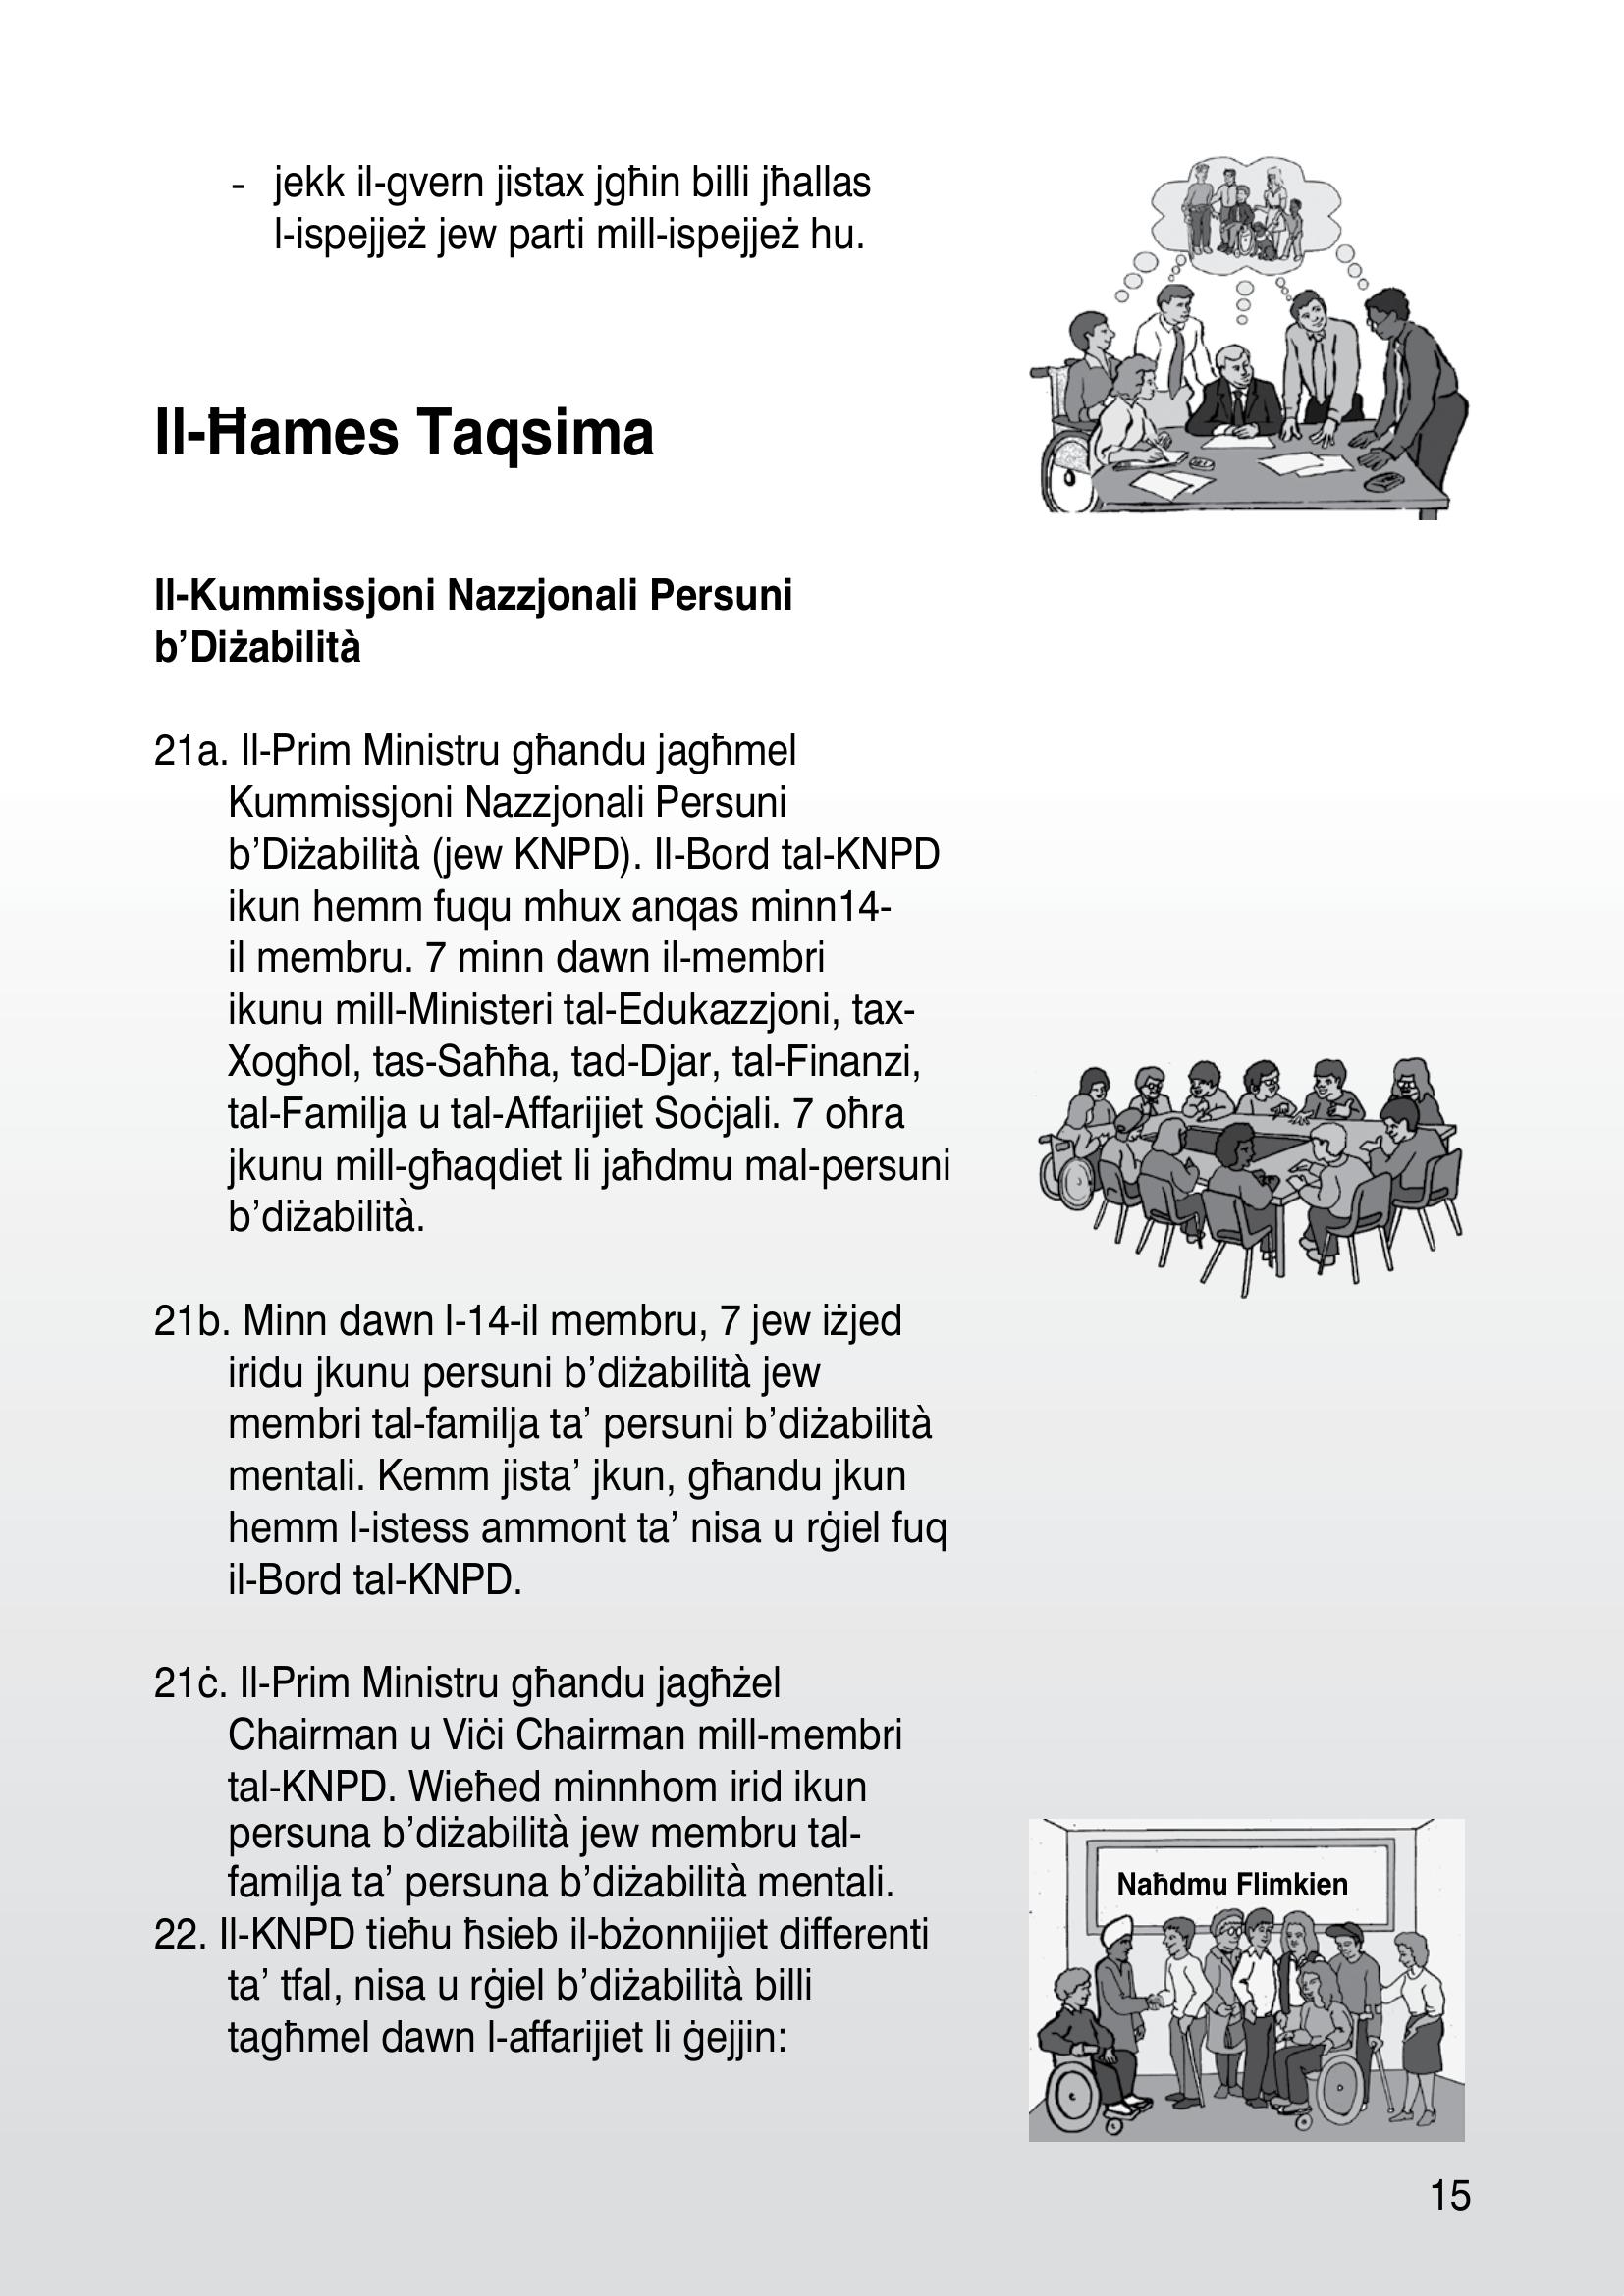 - jekk il-gvern jistax jgħin billi jħallas
l-ispejjeż jew parti mill-ispejjeż hu.
Il-Ħames Taqsima
Il-Kummissjoni Nazzjonali Persuni
b’Diżabilità
21a. Il-Prim Ministru għandu jagħmel
Kummissjoni Nazzjonali Persuni
b’Diżabilità (jew KNPD). Il-Bord tal-KNPD
ikun hemm fuqu mhux anqas minn14-
il membru. 7 minn dawn il-membri
ikunu mill-Ministeri tal-Edukazzjoni, tax-
Xogħol, tas-Saħħa, tad-Djar, tal-Finanzi,
tal-Familja u tal-Affarijiet Soċjali. 7 oħra
jkunu mill-għaqdiet li jaħdmu mal-persuni
b’diżabilità.
21b. Minn dawn l-14-il membru, 7 jew iżjed
iridu jkunu persuni b’diżabilità jew
membri tal-familja ta’ persuni b’diżabilità
mentali. Kemm jista’ jkun, għandu jkun
hemm l-istess ammont ta’ nisa u rġiel fuq
il-Bord tal-KNPD.
21ċ. Il-Prim Ministru għandu jagħżel
Chairman u Viċi Chairman mill-membri
tal-KNPD. Wieħed minnhom irid ikun
persuna b’diżabilità jew membru tal-
familja ta’ persuna b’diżabilità mentali.
22. Il-KNPD tieħu ħsieb il-bżonnijiet differenti
ta’ tfal, nisa u rġiel b’diżabilità billi
tagħmel dawn l-affarijiet li ġejjin:
Naħdmu Flimkien
15